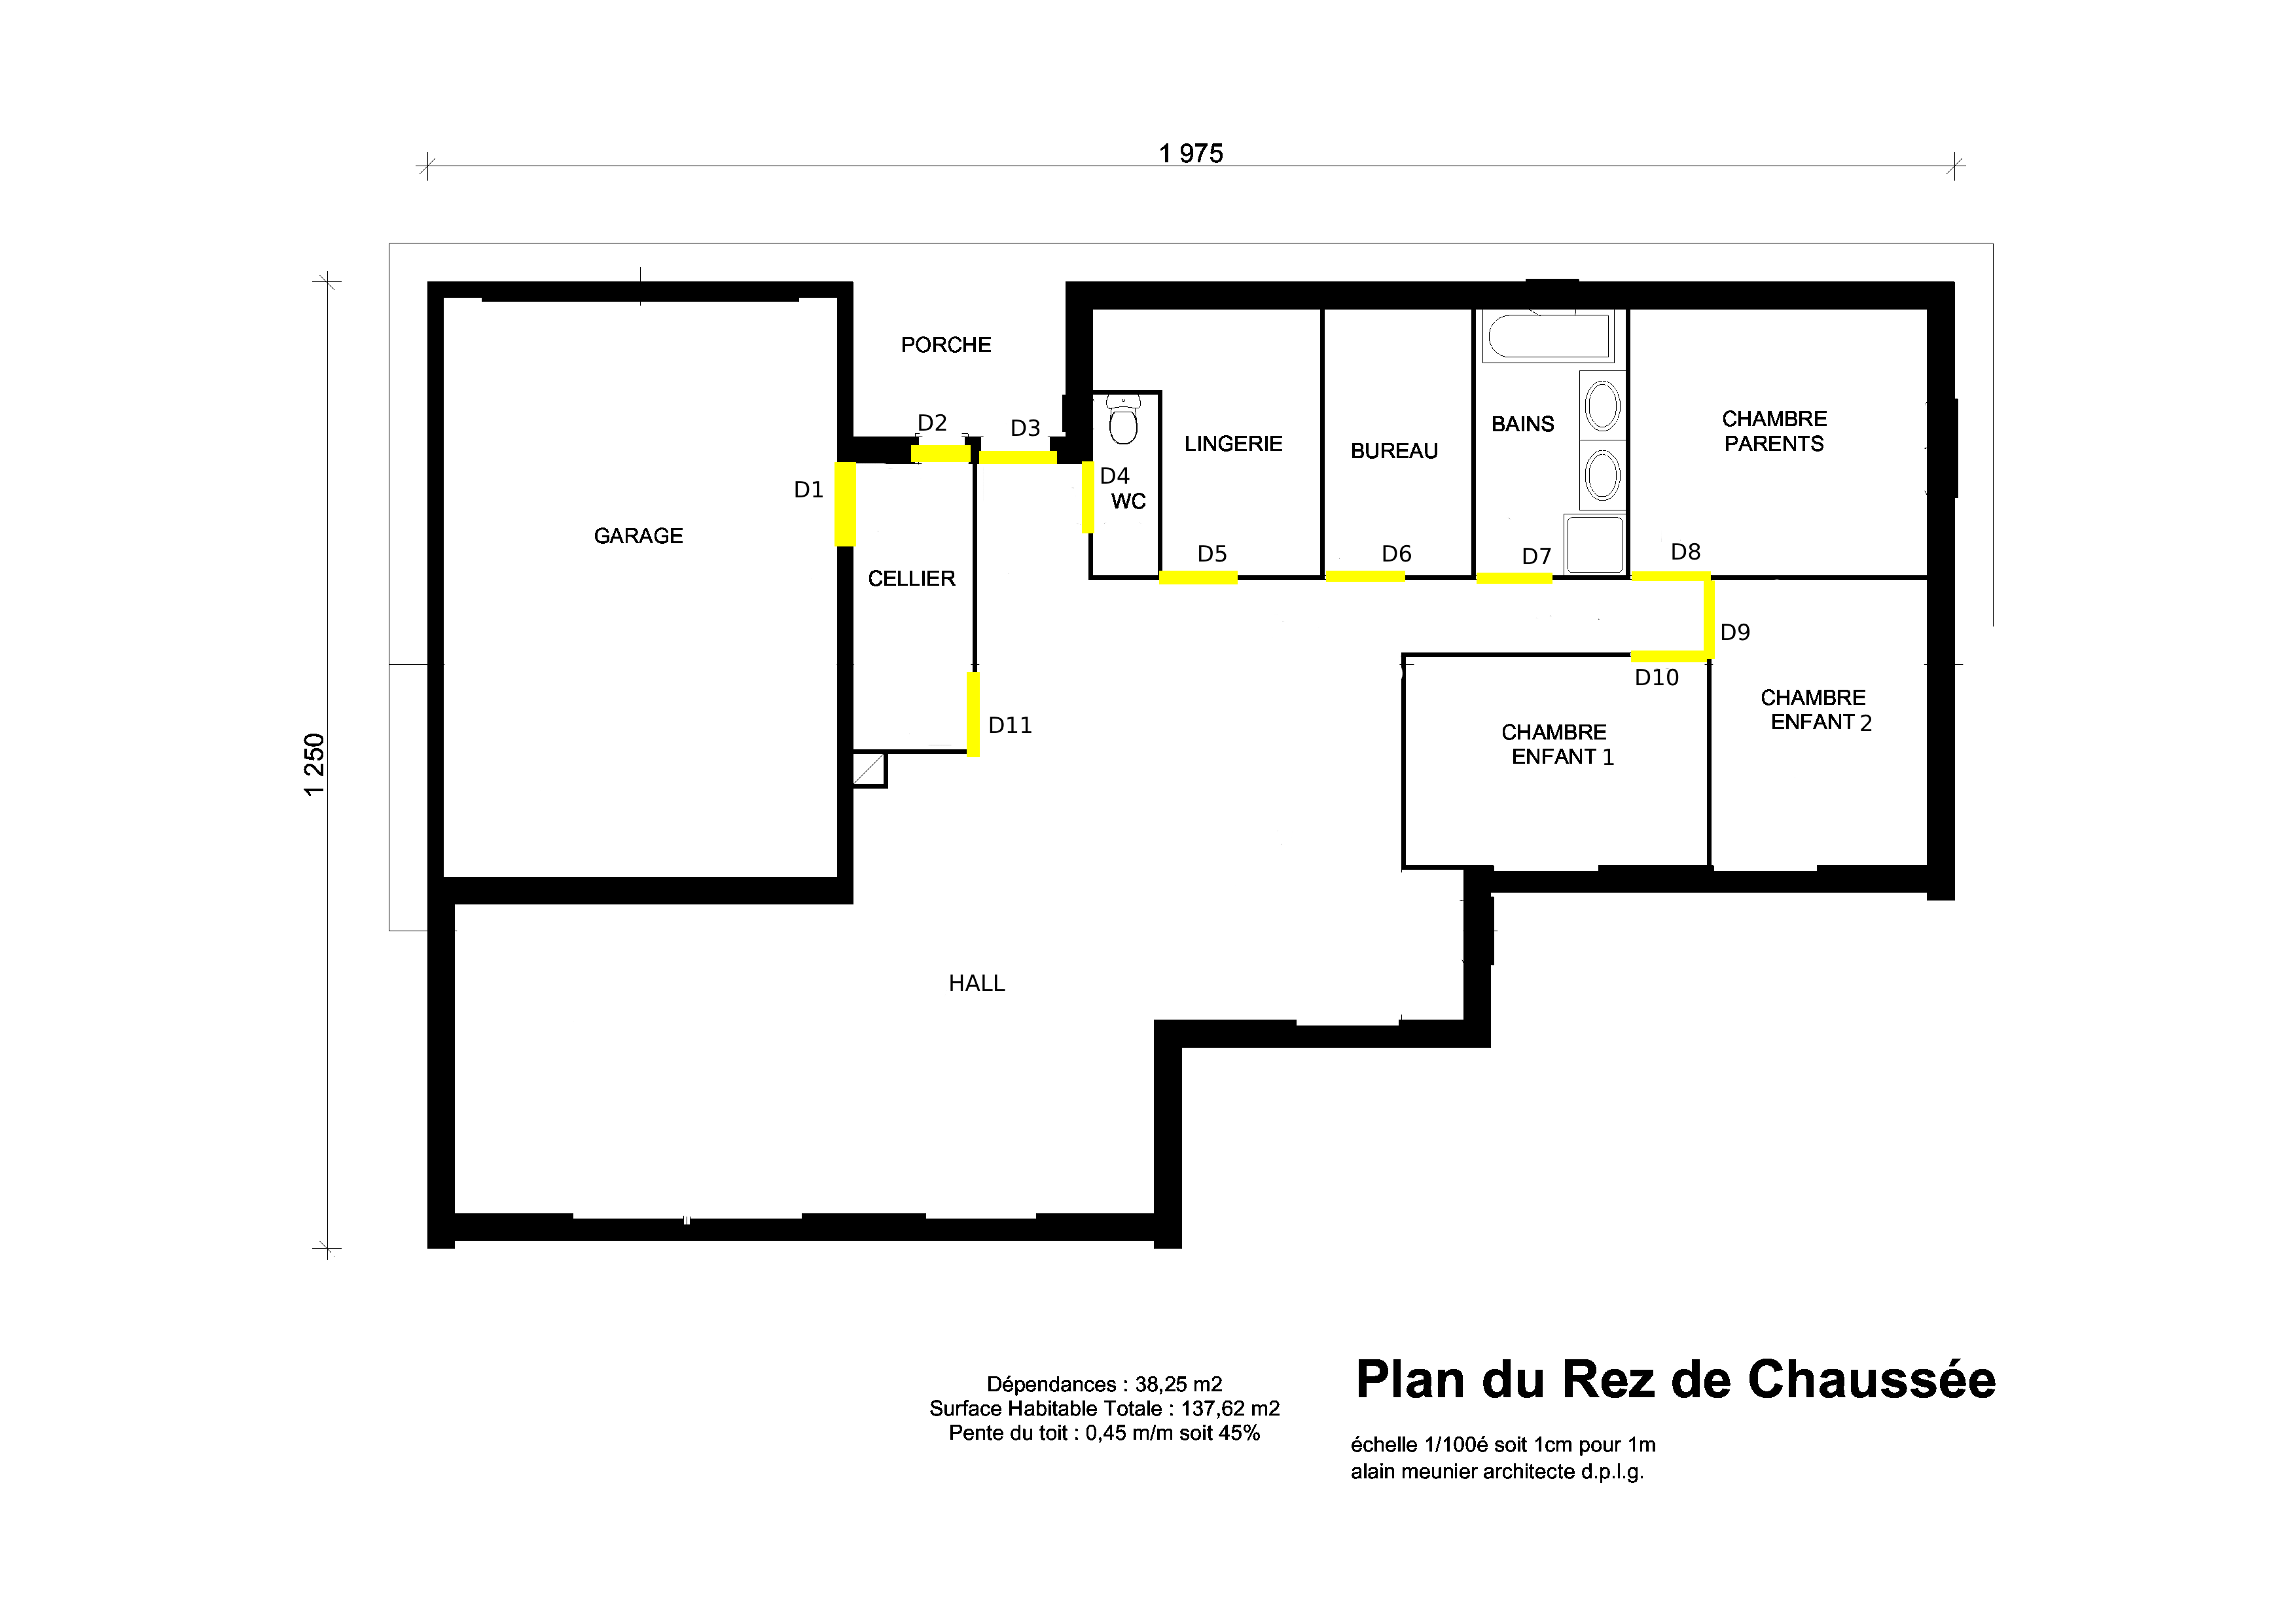 1 975
PORCHE
D2
D3
D1
D4
WC
LINGERIE
BUREAU
BAINS
CHAMBRE
PARENTS
GARAGE
CELLIER
D5
D6
D7
D8
D9
D10
D11
CHAMBRE
ENFANT 1
CHAMBRE
ENFANT 2
1 250
HALL
Dépendances : 38,25 m2
Surface Habitable Totale : 137,62 m2
Pente du toit : 0,45 m/m soit 45%
Plan du Rez de Chaussée
échelle 1/100é soit 1cm pour 1m
alain meunier architecte d.p.l.g.